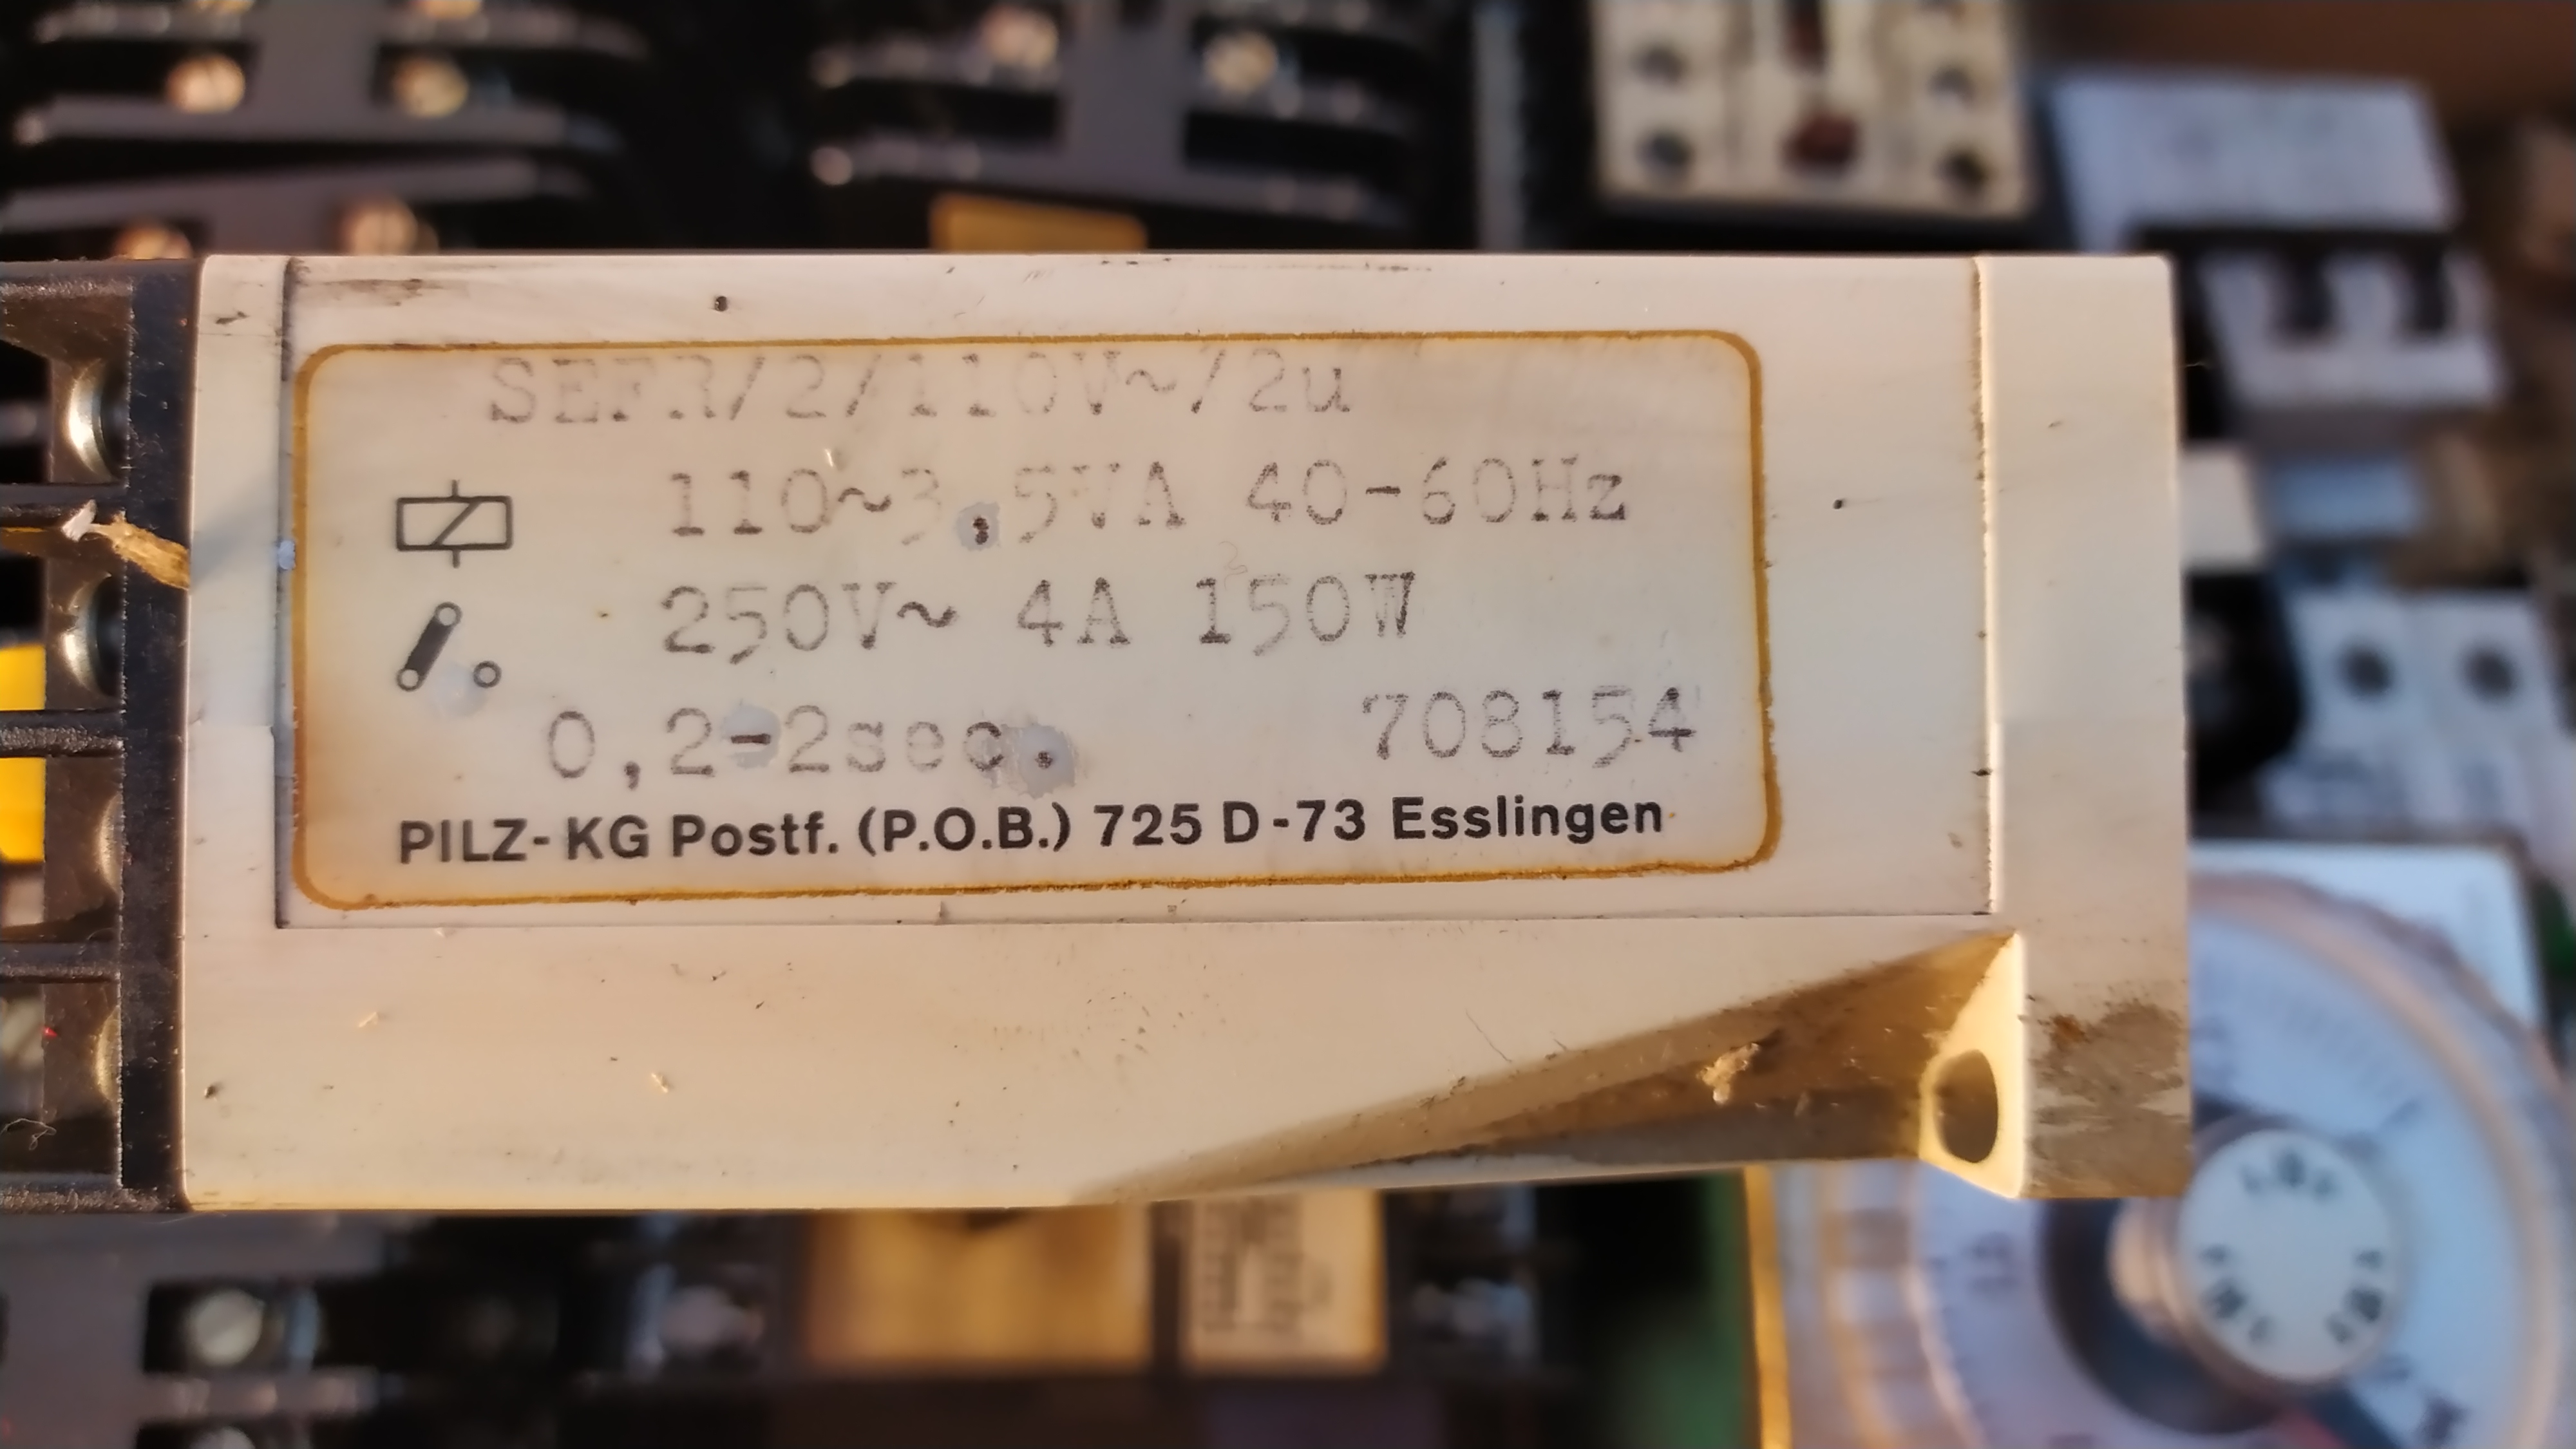 SEFR/2/110V~/2u
110~3.5VA 40-60Hz
250V~ 4A 150W
0,2-2sec. 708154
PILZ-KG Postf. (P.O.B.) 725 D-73 Esslingen